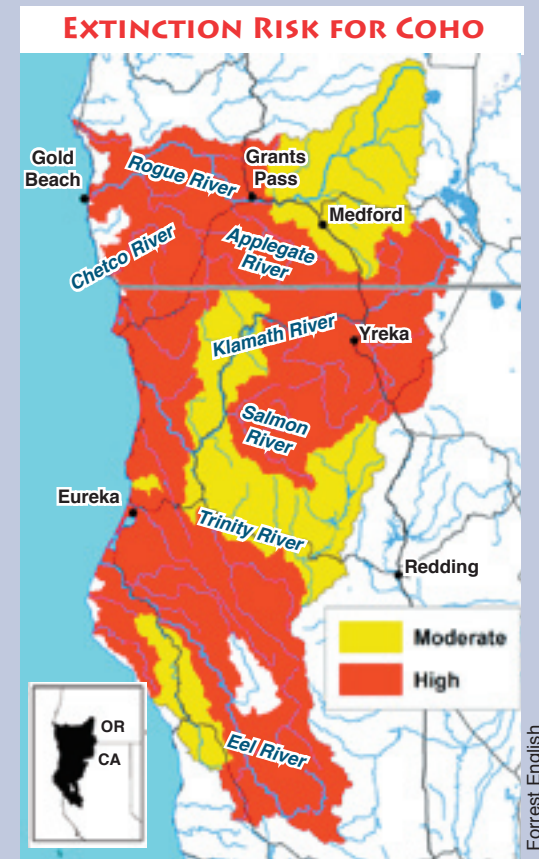 Extinction Risk for Coho
Gold
Beach
Rogue River
Grants
Pass
Medford
Chetco River
Applegate
River
Klamath River
Yreka
Salmon
River
Eureka
Trinity River
Redding
Moderate
High
OR
CA
Eel River
Forrest English